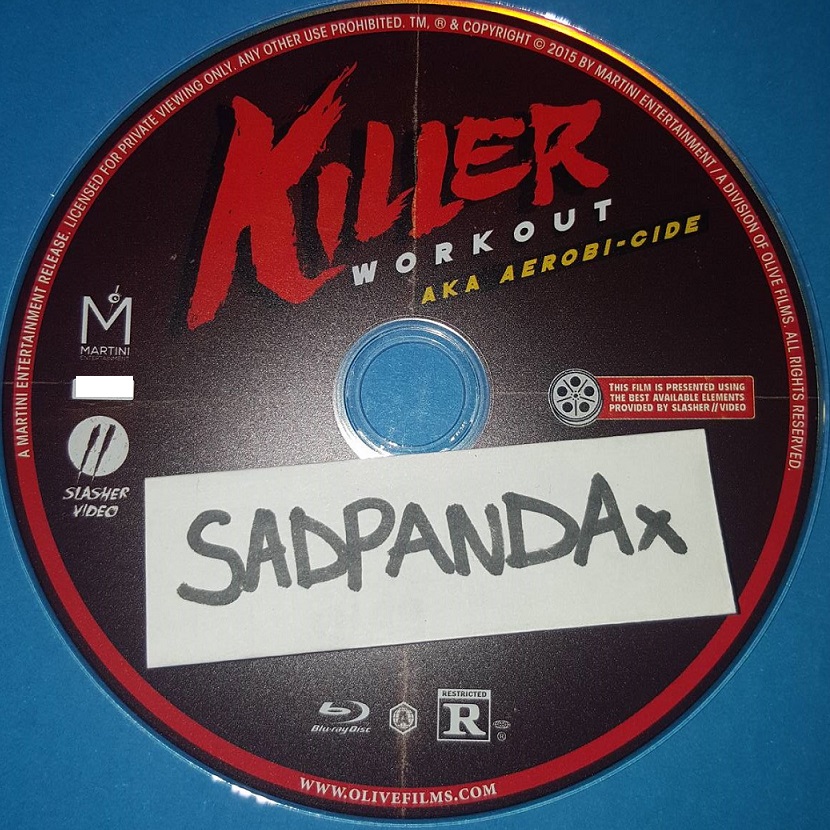 A MARTINI ENTERTAINMENT RELEASE. LICENSED FOR PRIVATE VIEWING ONLY. ANY OTHER USE PROHIBITED. TM, ® & COPYRIGHT © 2015 BY MARTINI ENTERTAINMENT / A DIVISION OF OLIVE FILMS. ALL RIGHTS RESERVED.
KILLER
WORKOUT
AKA AEROBI-CIDE
M
MARTINI
ENTERTAINMENT
THIS FILM IS PRESENTED USING
THE BEST AVAILABLE ELEMENTS
PROVIDED BY SLASHER // VIDEO
SLASHER
VIDEO
SADPANDAx
Blu-ray Disc
A
RESTRICTED
R
®
WWW.OLIVEFILMS.COM